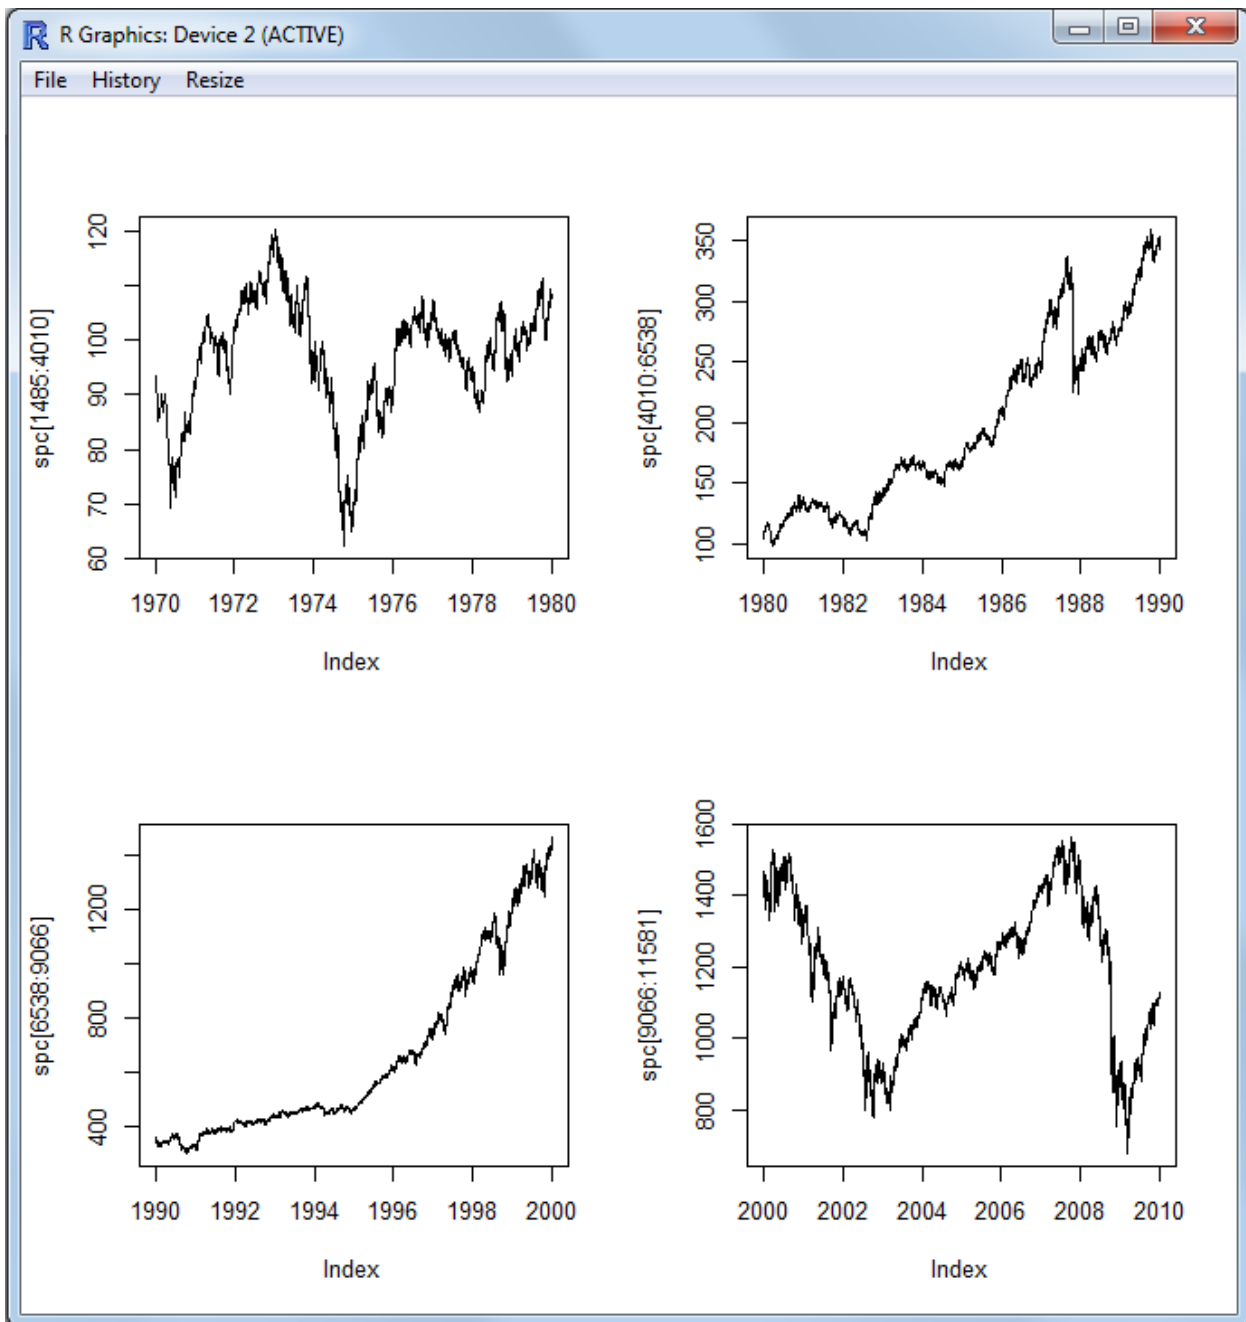 R Graphics: Device 2 (ACTIVE)
File History Resize
spc[1485:4010]
120
100
90
80
70
60
1970 1972 1974 1976 1978 1980
Index
spc[4010:6538]
350
300
250
200
150
100
1980 1982 1984 1986 1988 1990
Index
spc[6538:9066]
1200
800
400
1990 1992 1994 1996 1998 2000
Index
spc[9066:11581]
1600
1400
1200
1000
800
2000 2002 2004 2006 2008 2010
Index